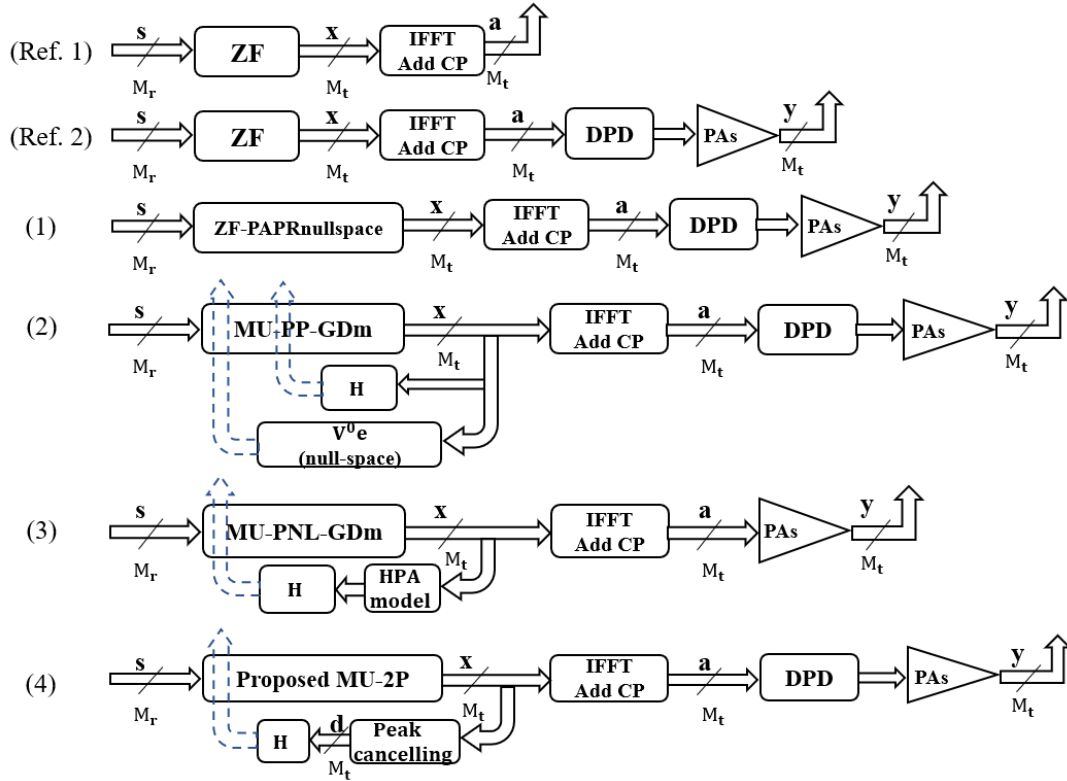 (Ref. 1)
s
M_r
ZF
x
M_t
IFFT
Add CP
a
M_t
(Ref. 2)
s
M_r
ZF
x
M_t
IFFT
Add CP
a
M_t
DPD
PAs
y
M_t
(1)
s
M_r
ZF-PAPRnullspace
x
M_t
IFFT
Add CP
a
M_t
DPD
PAs
y
M_t
(2)
s
M_r
MU-PP-GDm
x
M_t
IFFT
Add CP
a
M_t
DPD
PAs
y
M_t
H
V⁰e
(null-space)
(3)
s
M_r
MU-PNL-GDm
x
M_t
IFFT
Add CP
a
M_t
PAs
y
M_t
H
HPA
model
(4)
s
M_r
Proposed MU-2P
x
M_t
IFFT
Add CP
a
M_t
DPD
PAs
y
M_t
H
d
M_t
Peak
cancelling